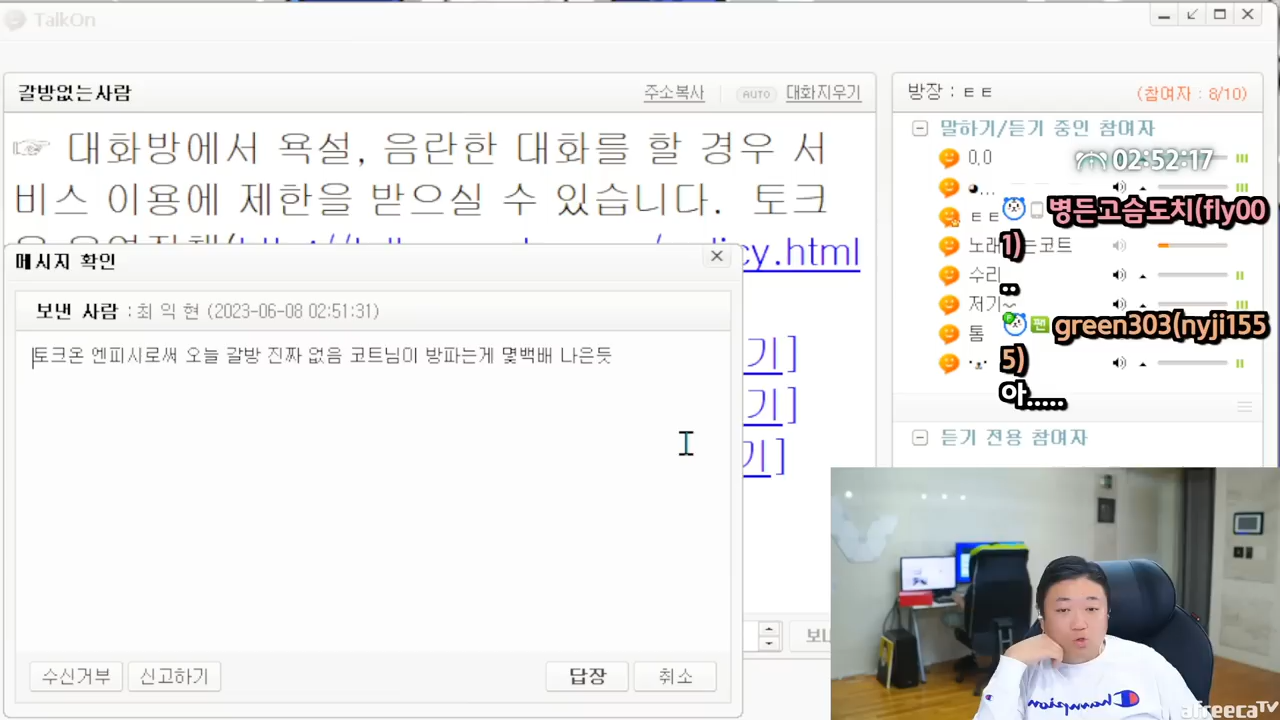 TalkOn
갈방없는사람
주소복사
AUTO
대화지우기
☞ 대화방에서 욕설, 음란한 대화를 할 경우 서
비스 이용에 제한을 받으실 수 있습니다. 토크
cy.html
기]
기]
기]
메시지 확인
보낸 사람 : 최 익 현 (2023-06-08 02:51:31)
토크온 엔피시로써 오늘 갈방 진짜 없음 코트님이 방파는게 몇백배 나은듯
수신거부
신고하기
답장
취소
방장 : ㅌㅌ
(참여자 : 8/10)
말하기/듣기 중인 참여자
0,0
02:52:17
ㅌㅌ
병든고슴도치(fly00
1)
노래
는코트
수리
..
저기~
톰
팬
green303(nyji155
5)
아.....
듣기 전용 참여자
Champion
afreecaTV